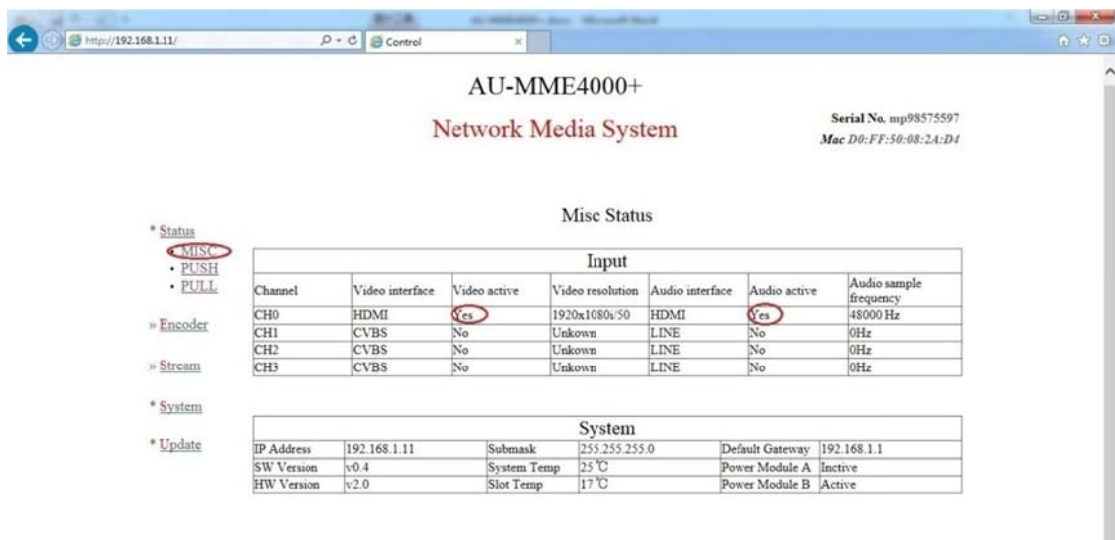 http://192.168.1.11/
Control
AU-MME4000+
Network Media System
Serial No. mp98575597
Mac D0:FF:50:08:2A:D4
Misc Status
* Status
• MISC
• PUSH
• PULL
» Encoder
» Stream
* System
* Update
Input
Channel Video interface Video active Video resolution Audio interface Audio active Audio sample frequency
CH0 HDMI Yes 1920x1080i/50 HDMI Yes 48000 Hz
CH1 CVBS No Unkown LINE No 0Hz
CH2 CVBS No Unkown LINE No 0Hz
CH3 CVBS No Unkown LINE No 0Hz
System
IP Address 192.168.1.11 Submask 255.255.255.0 Default Gateway 192.168.1.1
SW Version v0.4 System Temp 25℃ Power Module A Inctive
HW Version v2.0 Slot Temp 17℃ Power Module B Active